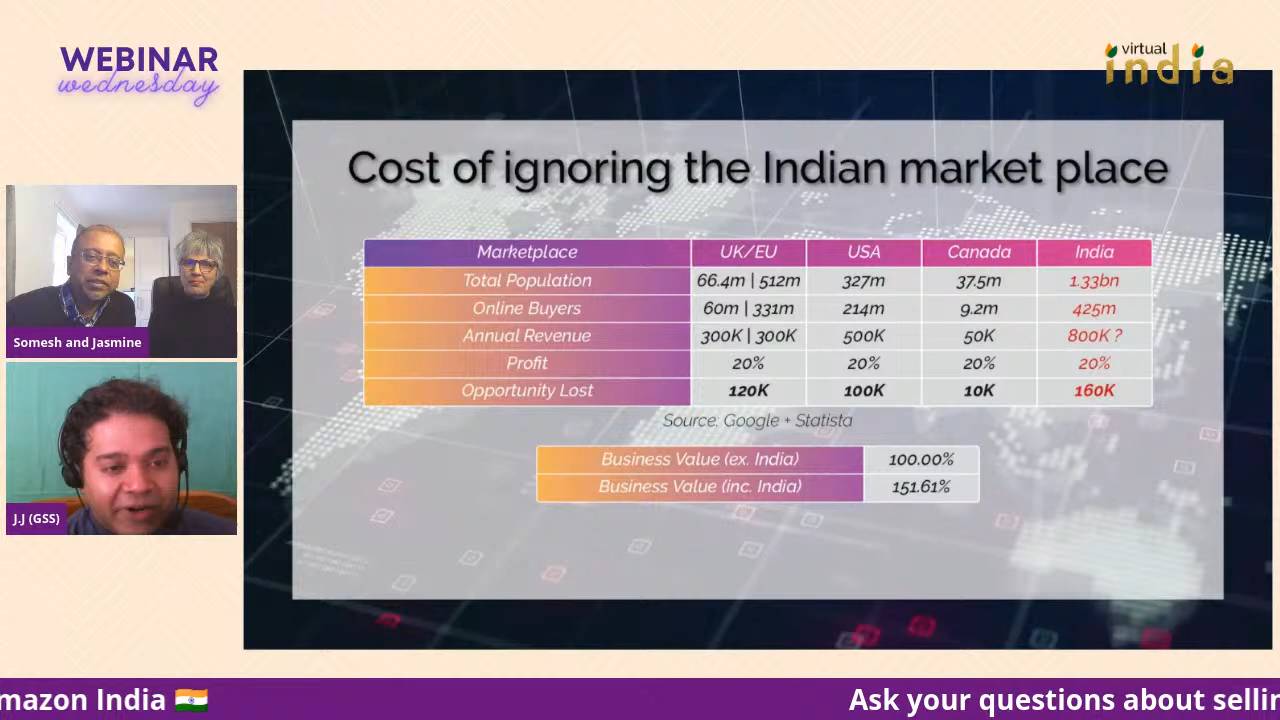 WEBINAR
wednesday
virtual
india
Cost of ignoring the Indian market place
Marketplace UK/EU USA Canada India
Total Population 66.4m | 512m 327m 37.5m 1.33bn
Online Buyers 60m | 331m 214m 9.2m 425m
Annual Revenue 300K | 300K 500K 50K 800K ?
Profit 20% 20% 20% 20%
Opportunity Lost 120K 100K 10K 160K
Source: Google + Statista
Business Value (ex. India) 100.00%
Business Value (inc. India) 151.61%
Somesh and Jasmine
J.J (GSS)
mazon India 🇮🇳 Ask your questions about sellin